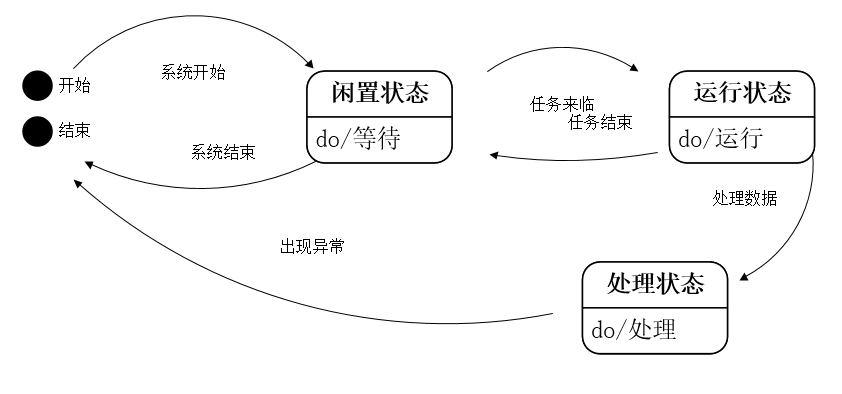 开始
系统开始
闲置状态
do/等待
任务来临
任务结束
运行状态
do/运行
结束
系统结束
处理数据
出现异常
处理状态
do/处理